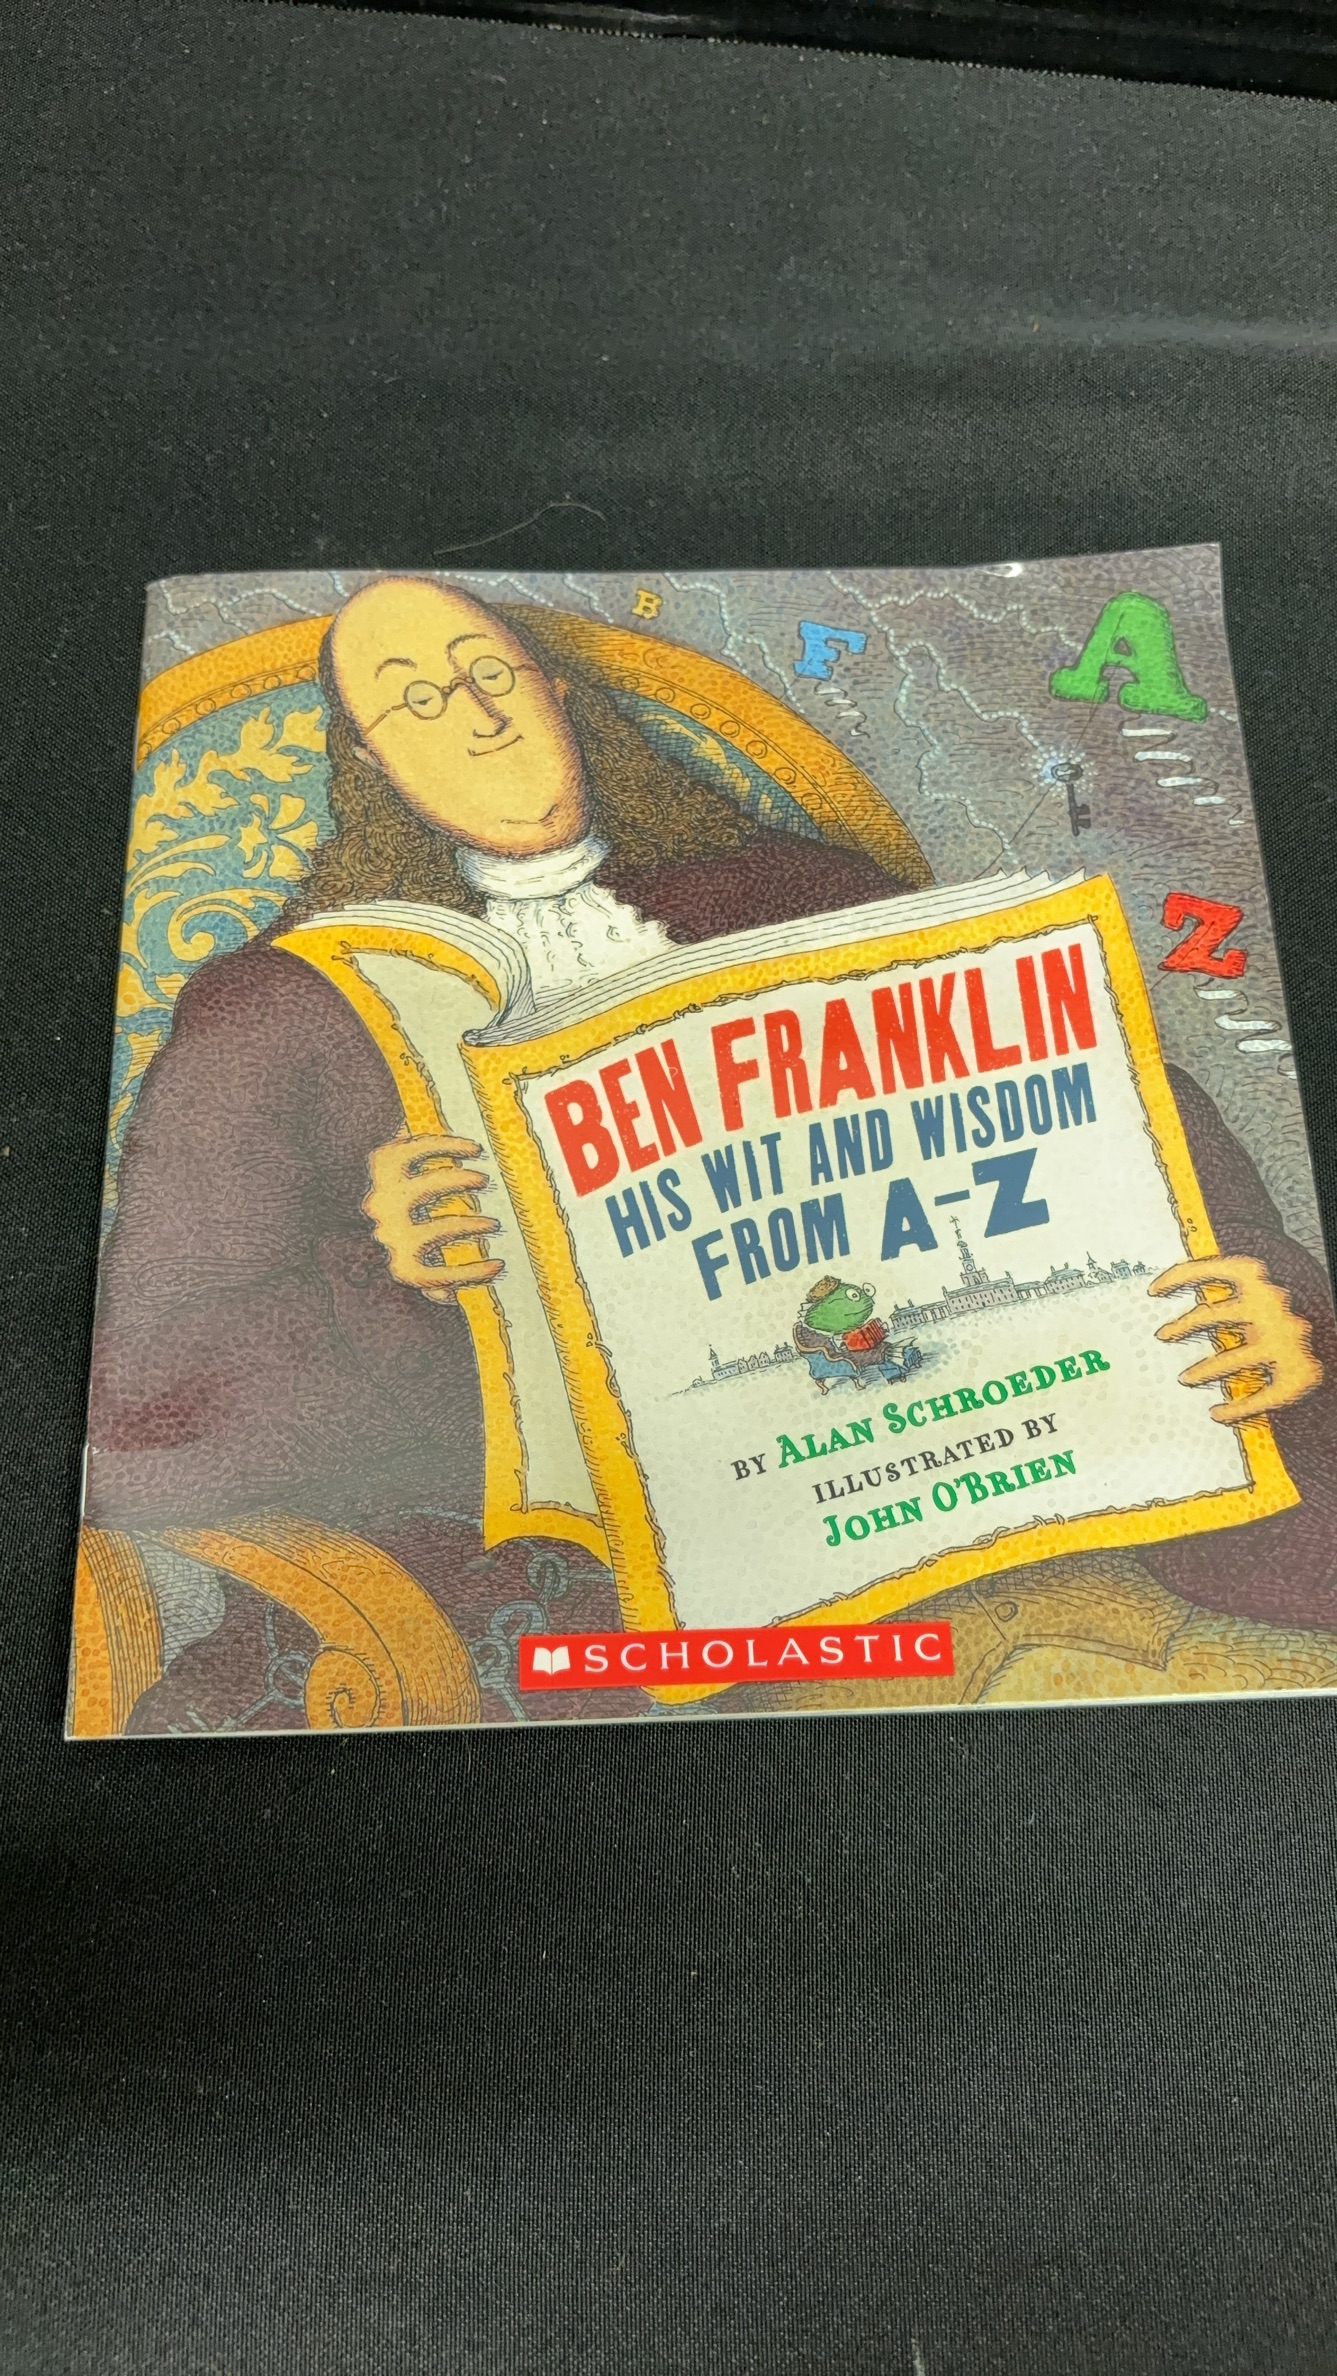 B
F
A
Z
BEN FRANKLIN
HIS WIT AND WISDOM
FROM A-Z
BY ALAN SCHROEDER
ILLUSTRATED BY
JOHN O'BRIEN
SCHOLASTIC